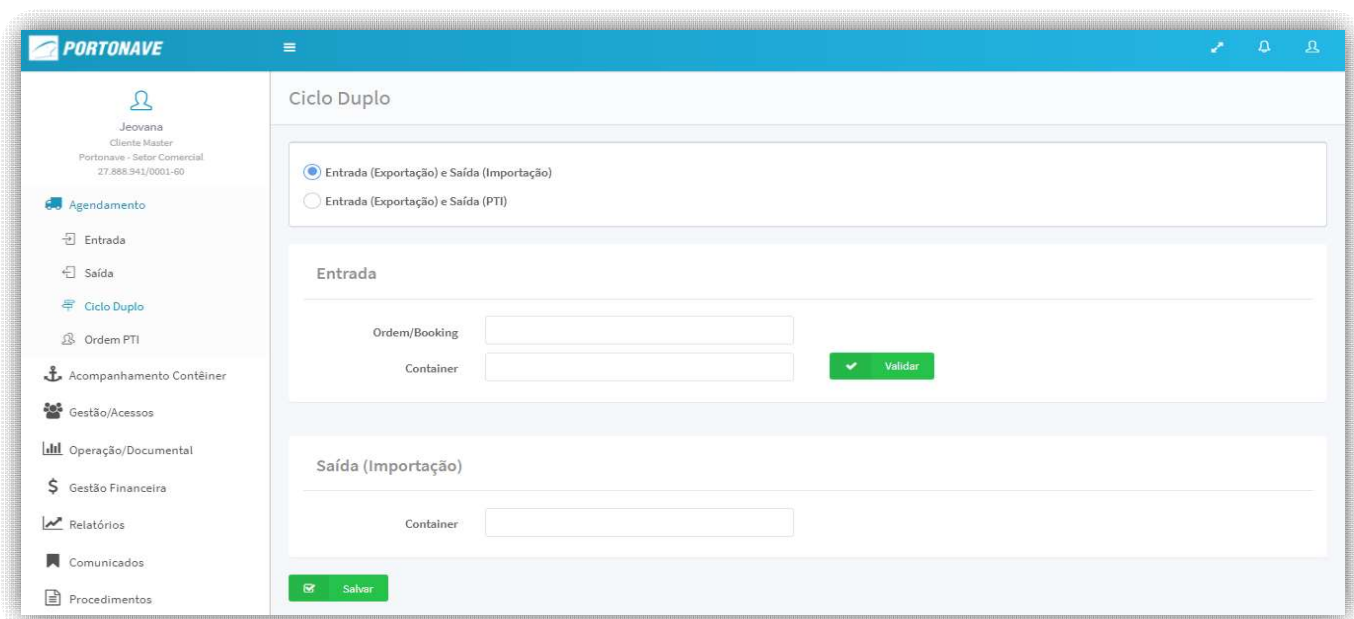 PORTONAVE
Jeovana
Cliente Master
Portonave - Setor Comercial
27.888.941/0001-60
Agendamento
Entrada
Saída
Ciclo Duplo
Ordem PTI
Acompanhamento Contêiner
Gestão/Acessos
Operação/Documental
Gestão Financeira
Relatórios
Comunicados
Procedimentos
Ciclo Duplo
Entrada (Exportação) e Saída (Importação)
Entrada (Exportação) e Saída (PTI)
Entrada
Ordem/Booking
Container
Validar
Saída (Importação)
Container
Salvar